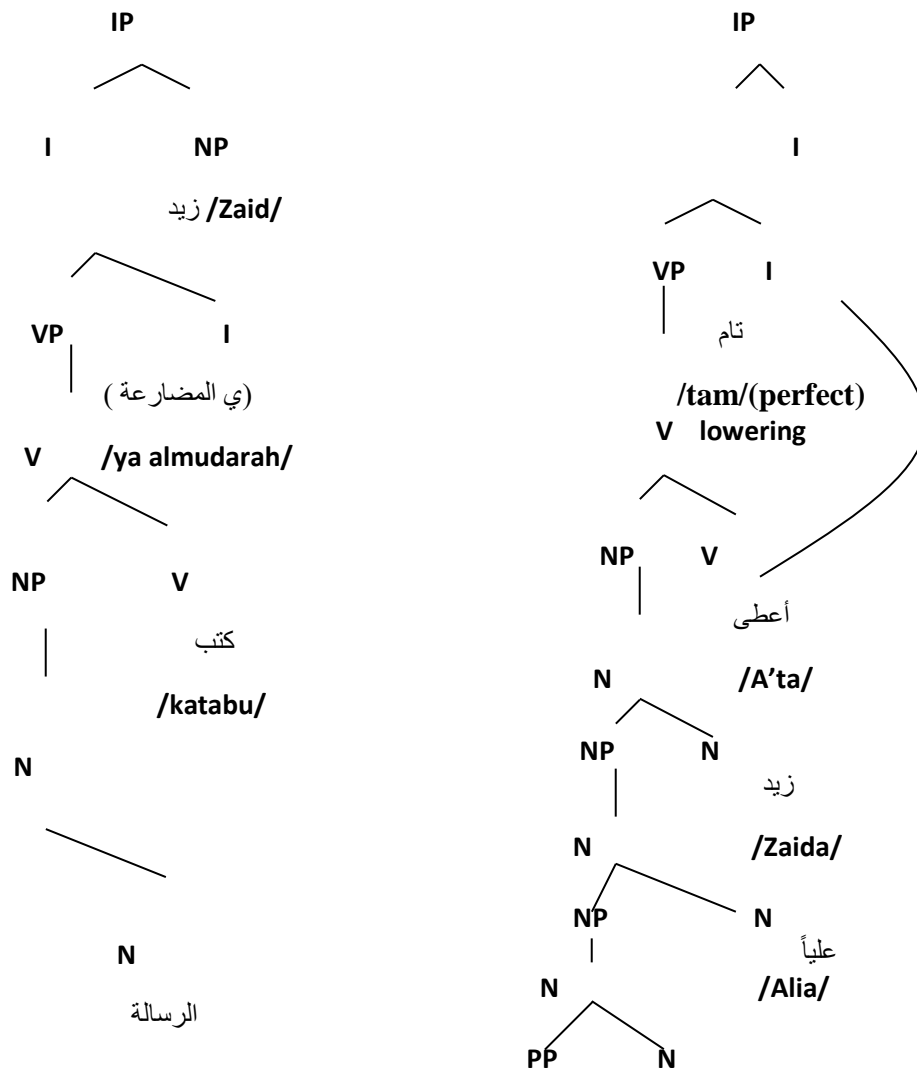 IP
I NP
زيد /Zaid/
VP I
(ي المضارعة )
V /ya almudarah/
NP V
كتب
/katabu/
N
N
الرسالة
IP
I
VP I
تام
/tam/(perfect)
V lowering
NP V
أعطى
N /A’ta/
NP N
زيد
N /Zaida/
NP N
علياً
N /Alia/
PP N